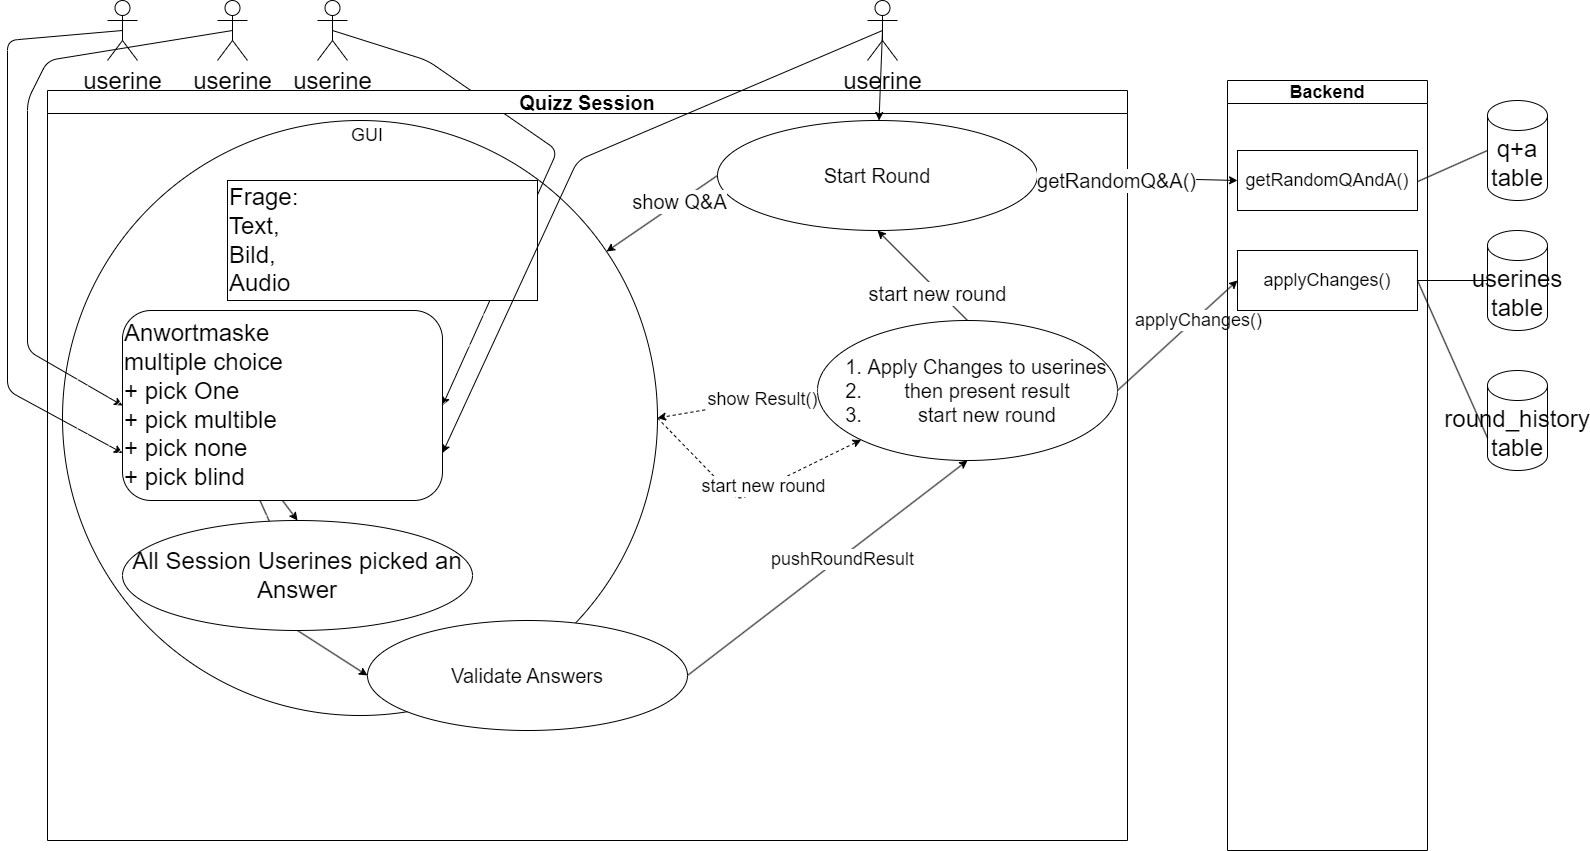 userine
userine
userine
userine
Quizz Session
Backend
GUI
Frage:
Text,
Bild,
Audio
Start Round
show Q&A
getRandomQ&A()
getRandomQAndA()
q+a
table
start new round
applyChanges()
applyChanges()
userines
table
Anwortmaske
multiple choice
+ pick One
+ pick multible
+ pick none
+ pick blind
show Result()
1. Apply Changes to userines
2. then present result
3. start new round
round_history
table
start new round
All Session Userines picked an
Answer
pushRoundResult
Validate Answers